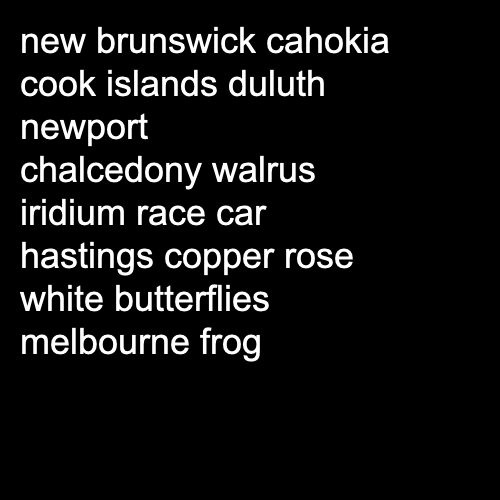 new brunswick cahokia
cook islands duluth
newport
chalcedony walrus
iridium race car
hastings copper rose
white butterflies
melbourne frog